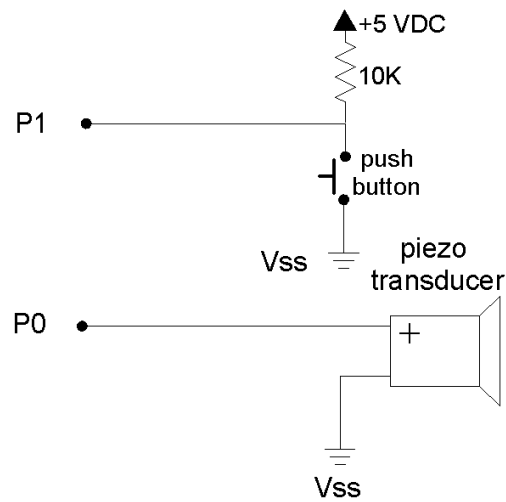 +5 VDC
10K
P1
push
button
Vss
piezo
transducer
P0
+
Vss